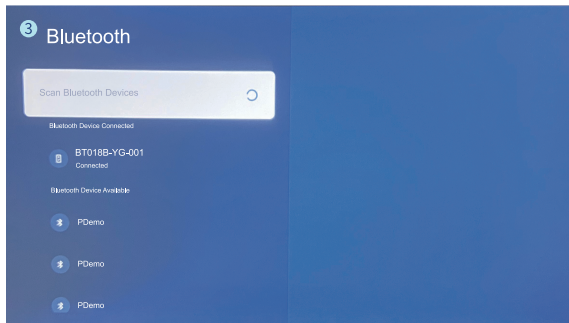 3
Bluetooth
Scan Bluetooth Devices
Bluetooth Device Connected
BT018B-YG-001
Connected
Bluetooth Device Available
PDemo
PDemo
PDemo